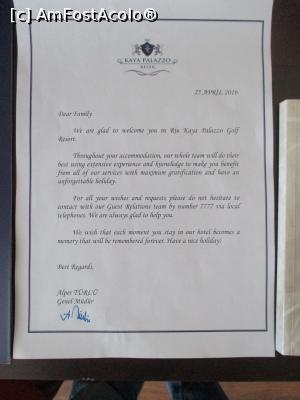 [c] AmFostAcolo®
KAYA PALAZZO
BELEK
25 APRIL 2016
Dear Family
We are glad to welcome you in Rju Kaya Palazzo Golf
Resort.
Throughout your accommodation, our whole team will do their
best using extensive experience and knowledge to make you benefit
from all of our services with maximum gratification and have an
unforgettable holiday.
For all your wishes and requests please do not hesitate to
contact with our Guest Relations team by number 7777 via local
telephones. We are always glad to help you.
We wish that each moment you stay in our hotel becomes a
memory that will be remembered forever. Have a nice holiday!
Best Regards,
Alper TÜRLÜ
Genel Müdür